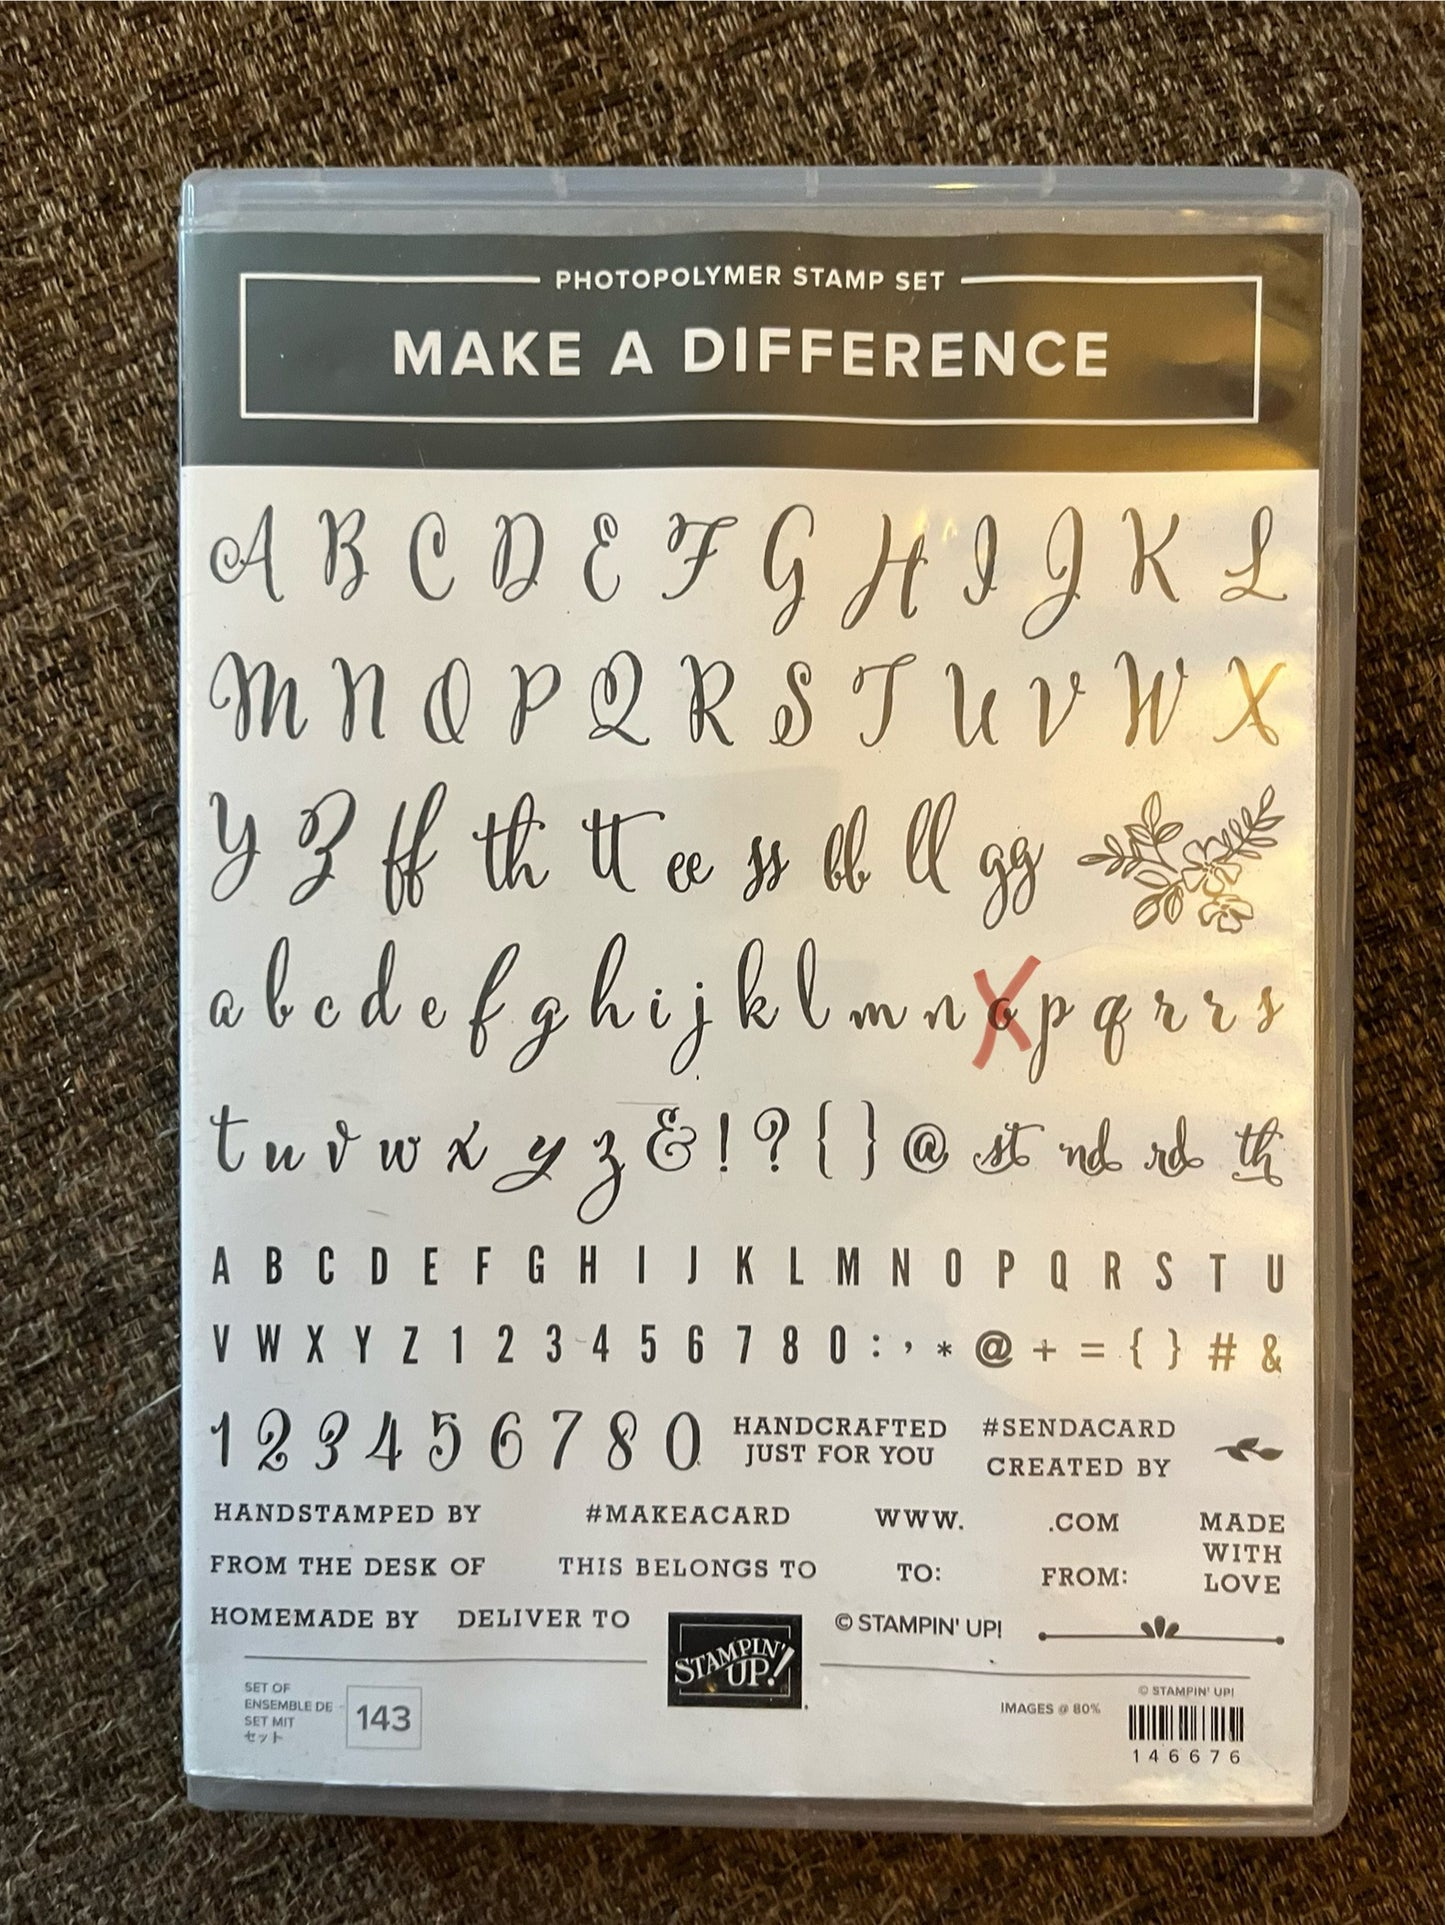 PHOTOPOLYMER STAMP SET
MAKE A DIFFERENCE
A B C D E F G H I J K L
M N O P Q R S T U V W X
Y Z ff th tt ee ss bb ll gg
a b c d e f g h i j k l m n o p q r r s
t u v w x y z & ! ? { } @ st nd rd th
A B C D E F G H I J K L M N O P Q R S T U
V W X Y Z 1 2 3 4 5 6 7 8 0 : , * @ + = { } # &
1 2 3 4 5 6 7 8 0
HANDCRAFTED
JUST FOR YOU
#SENDACARD
CREATED BY
HANDSTAMPED BY #MAKEACARD WWW. .COM
MADE
WITH
LOVE
FROM THE DESK OF THIS BELONGS TO TO: FROM:
HOMEMADE BY DELIVER TO
STAMPIN'
UP!
© STAMPIN' UP!
SET OF
ENSEMBLE DE
SET MIT
セット
143
IMAGES @ 80%
© STAMPIN' UP!
146676